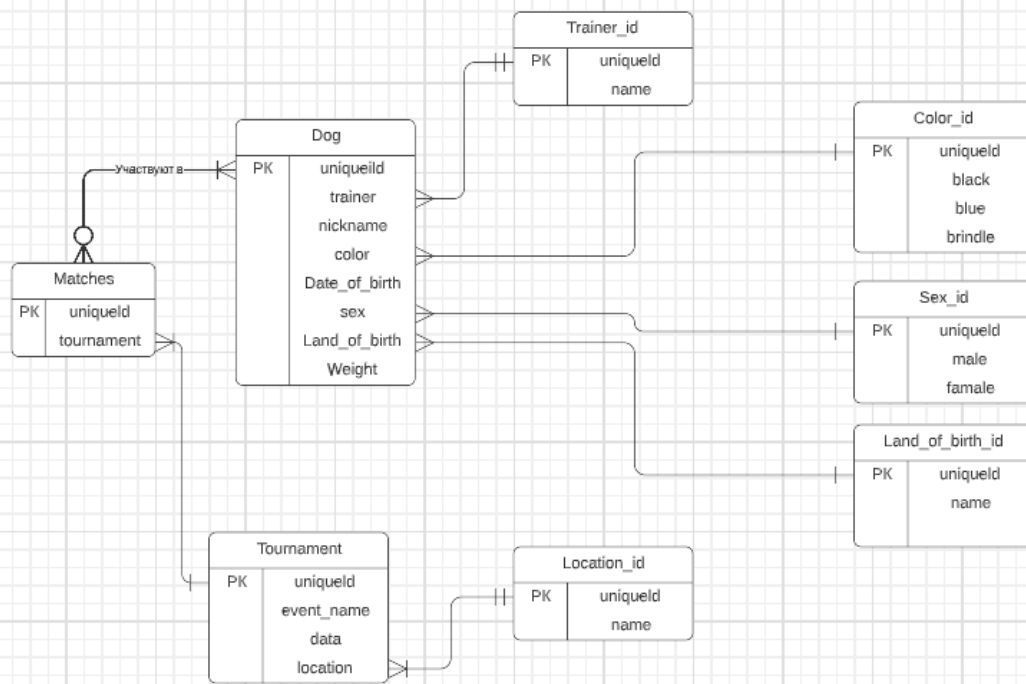 Trainer_id
PK uniqueId
name
Color_id
PK uniqueId
black
blue
brindle
Dog
PK uniqueiId
trainer
nickname
color
Date_of_birth
sex
Land_of_birth
Weight
Участвуют в
Matches
PK uniqueId
tournament
Sex_id
PK uniqueId
male
famale
Land_of_birth_id
PK uniqueId
name
Tournament
PK uniqueId
event_name
data
location
Location_id
PK uniqueId
name